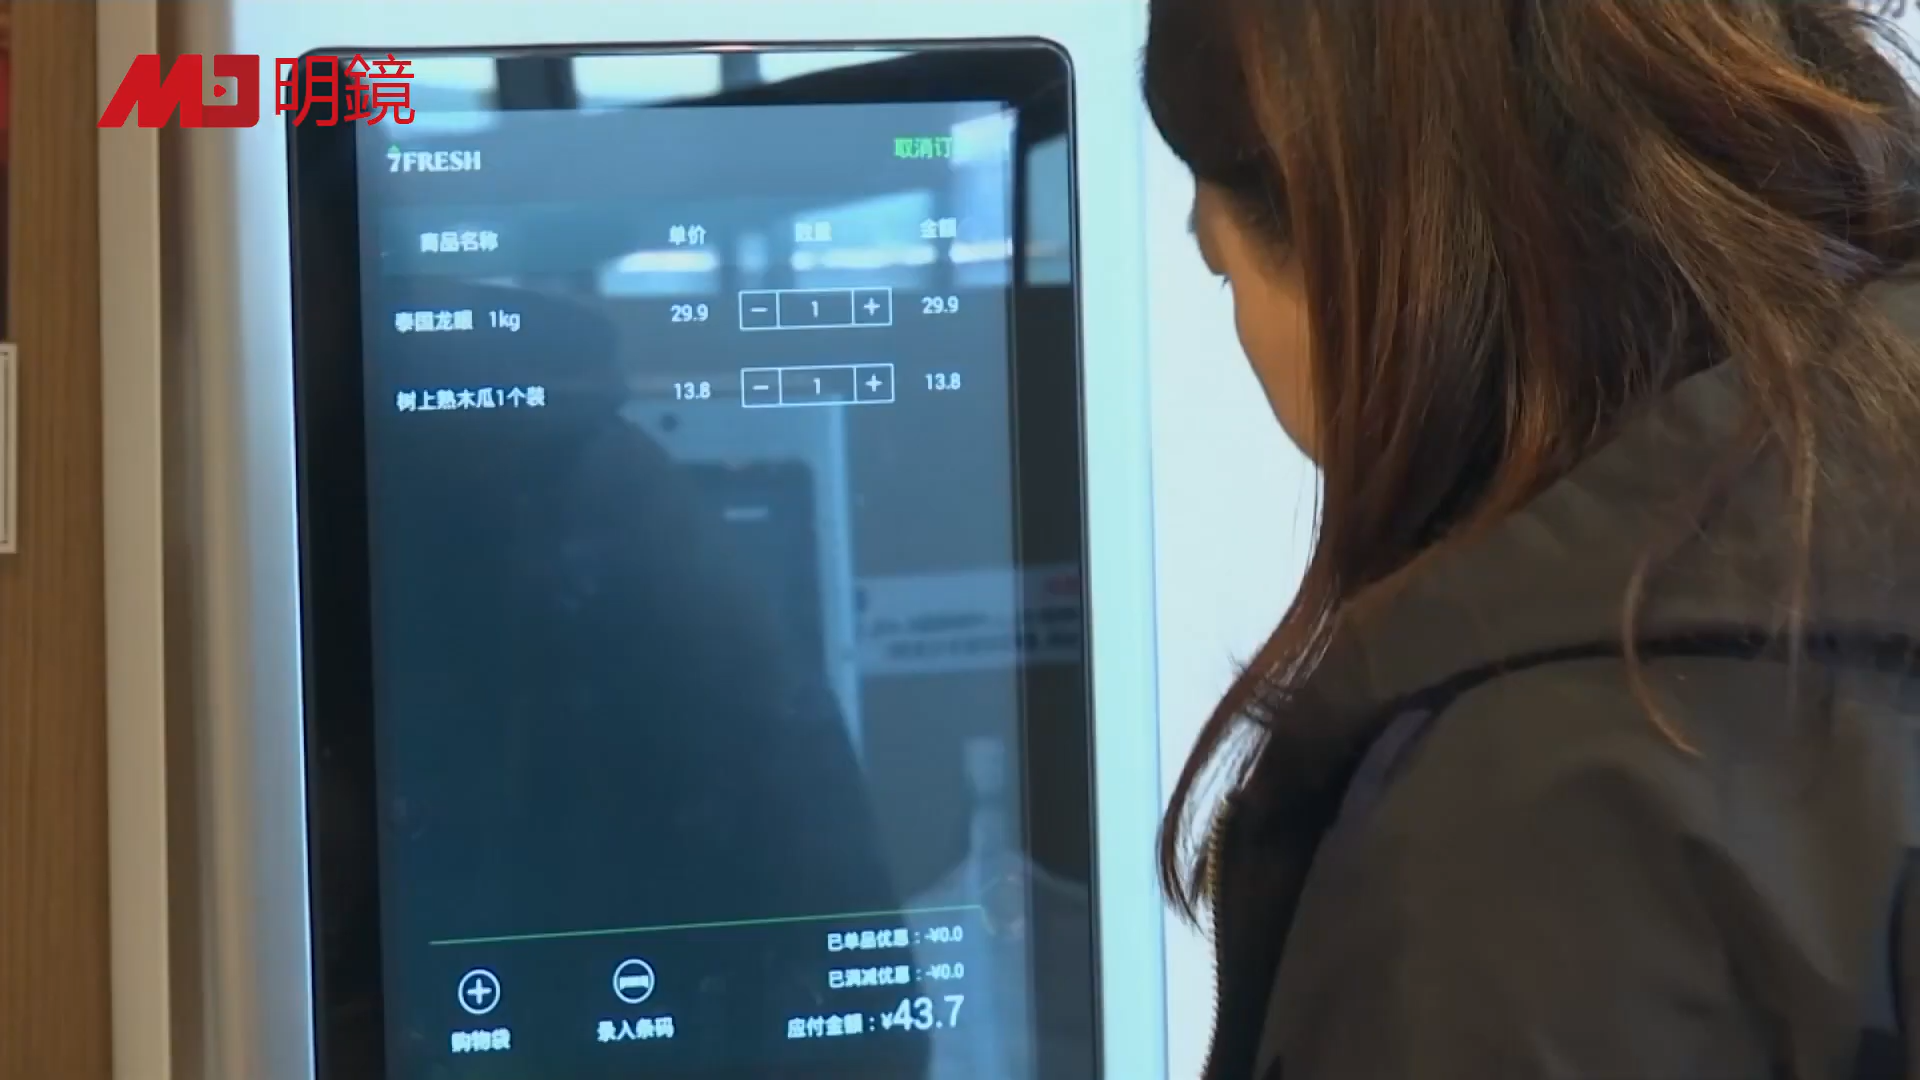 明鏡
7FRESH
取消订
商品名称 单价 数量 金额
泰国龙眼 1kg 29.9 − 1 + 29.9
树上熟木瓜1个装 13.8 − 1 + 13.8
已单品优惠：-¥0.0
已满减优惠：-¥0.0
应付金额：¥43.7
购物袋 录入条码